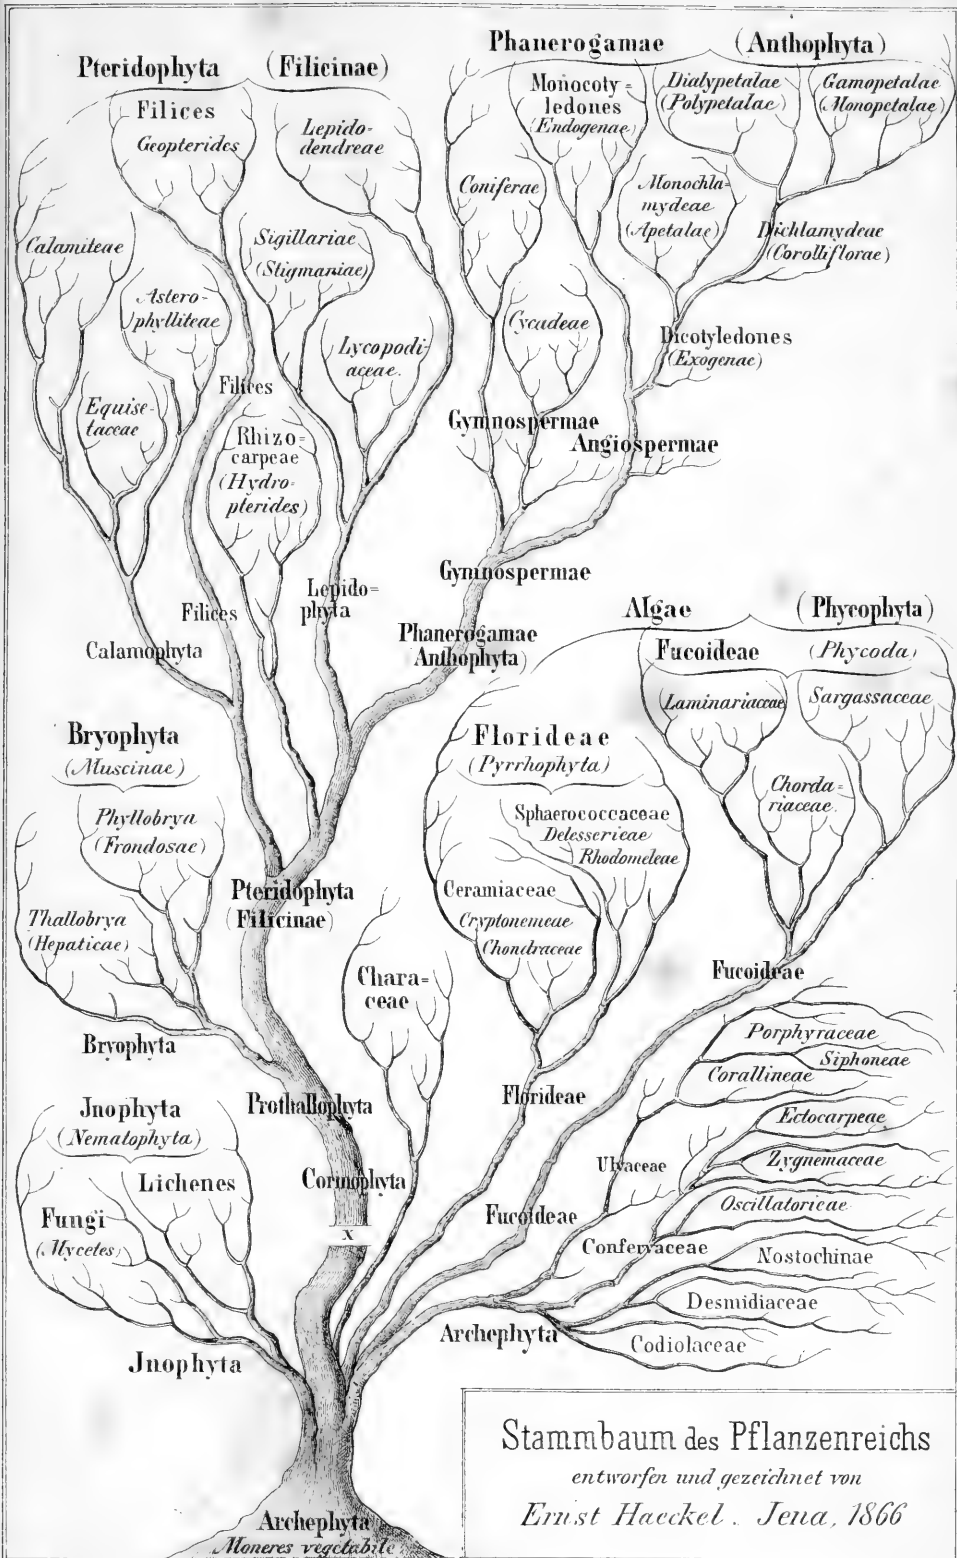 Phanerogamae (Anthophyta)
Pteridophyta (Filicinae)
Monocoty=
ledones
(Endogenae)
Dialypetalae
(Polypetalae)
Gamopetalae
(Monopetalae)
Filices
Geopterides
Lepido-
dendreae
Coniferae
Monochla-
mydeae
(Apetalae)
Calamiteae
Sigillariae
(Stigmariae)
Dichlamydeae
(Corolliflorae)
Astero-
phylliteae
Cycadeae
Lycopodi-
aceae.
Dicotyledones
(Exogenae)
Filices
Equise-
taceae
Gymnospermae
Angiospermae
Rhizo=
carpeae
(Hydro-
pterides)
Gymnospermae
Filices
Lepido=
phyta
Calamophyta
Phanerogamae
Anthophyta)
Algae (Phycophyta)
Fucoideae (Phycoda)
Laminariaceae
Sargassaceae
Bryophyta
(Muscinae)
Florideae
(Pyrrhophyta)
Chorda=
riaceae.
Phyllobrya
(Frondosae)
Sphaerococcaceae
Delesserieae
Rhodomeleae
Pteridophyta
(Filicinae)
Ceramiaceae
Cryptonemeae
Chondraceae
Thallobrya
(Hepaticae)
Chara=
ceae
Fucoideae
Bryophyta
Porphyraceae
Siphoneae
Corallineae
Prothallophyta
Florideae
Jnophyta
(Nematophyta)
Ectocarpeae
Zygnemaceae
Ulvaceae
Lichenes
Cormophyta
Oscillatorieae
Fungi
(Mycetes)
Fucoideae
x
Confervaceae
Nostochinae
Desmidiaceae
Archephyta
Codiolaceae
Jnophyta
Stammbaum des Pflanzenreichs
entworfen und gezeichnet von
Ernst Haeckel. Jena, 1866
Archephyta
Moneres vegetabile